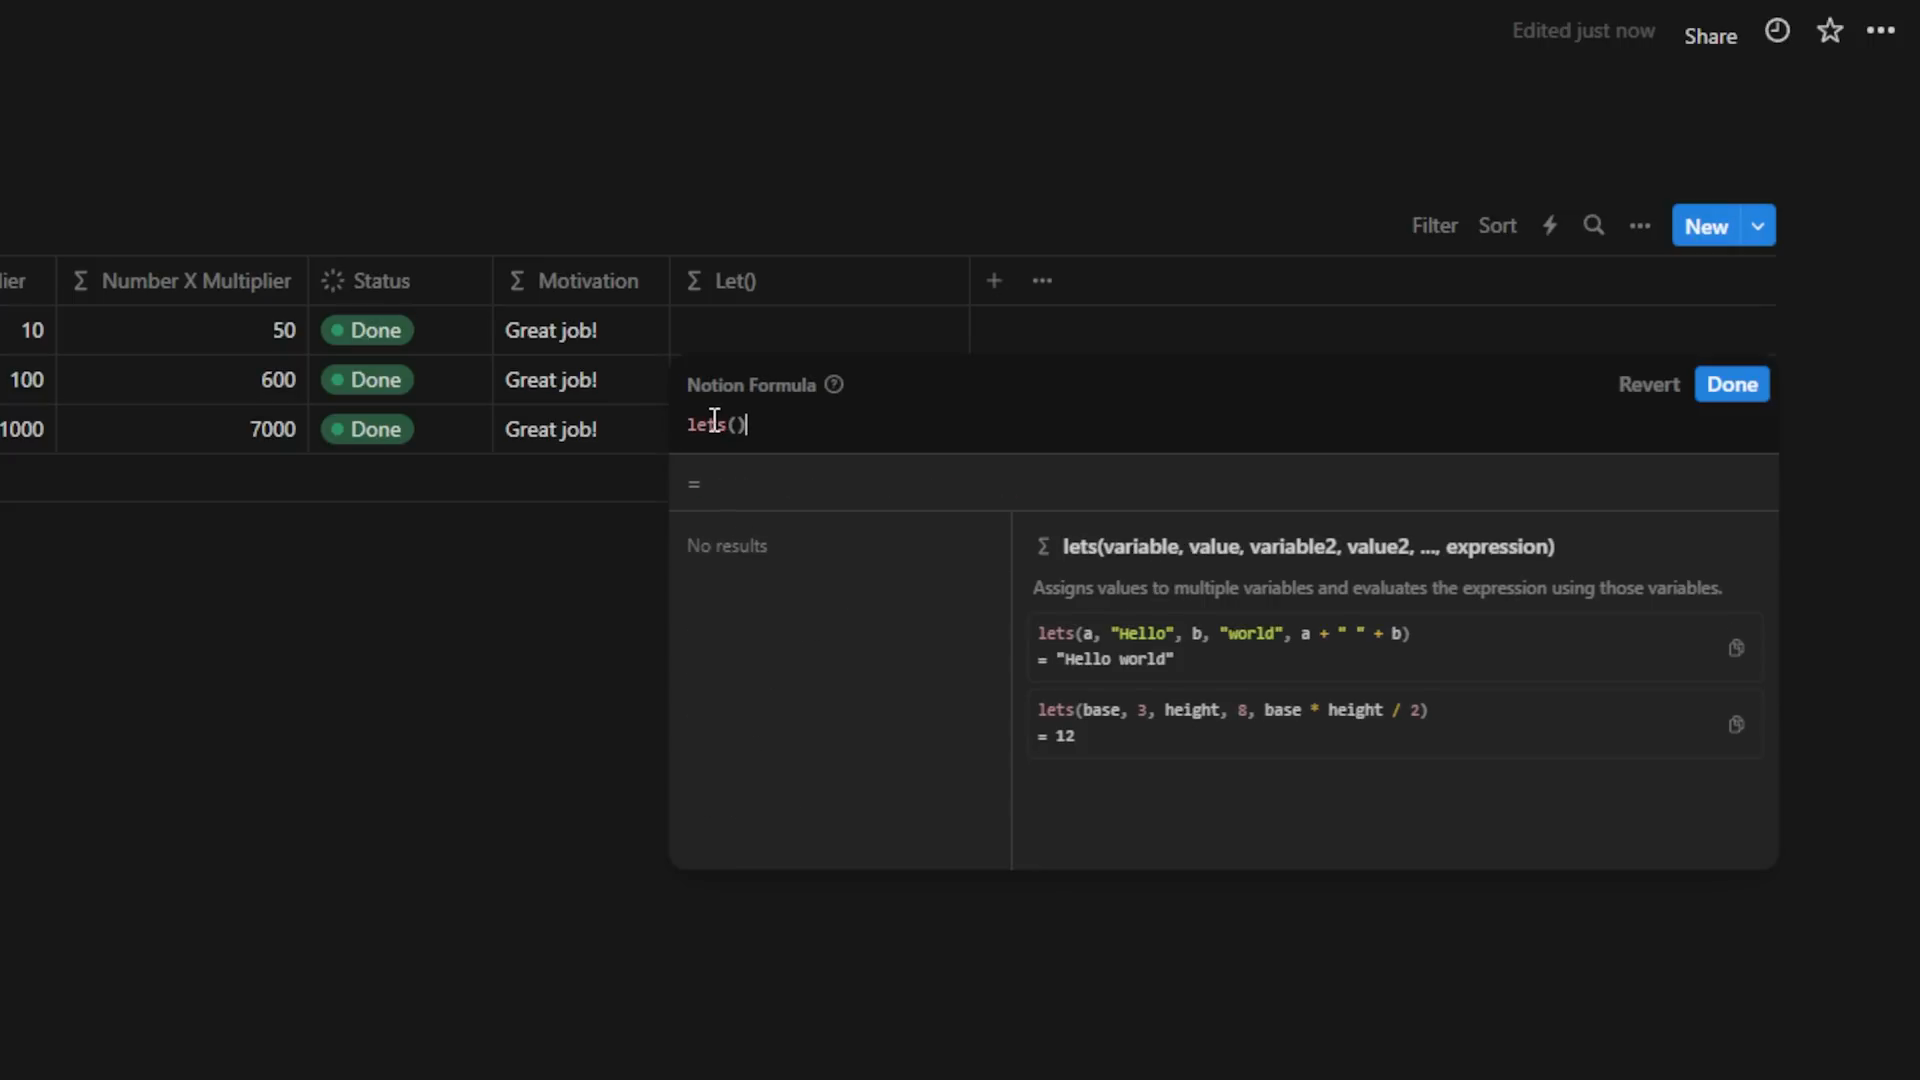 Edited just now Share
Filter Sort New
lier Σ Number X Multiplier Status Σ Motivation Σ Let()
10 50 Done Great job!
100 600 Done Great job!
1000 7000 Done Great job!
Notion Formula Revert Done
lets()
=
No results
Σ lets(variable, value, variable2, value2, ..., expression)
Assigns values to multiple variables and evaluates the expression using those variables.
lets(a, "Hello", b, "world", a + " " + b)
= "Hello world"
lets(base, 3, height, 8, base * height / 2)
= 12